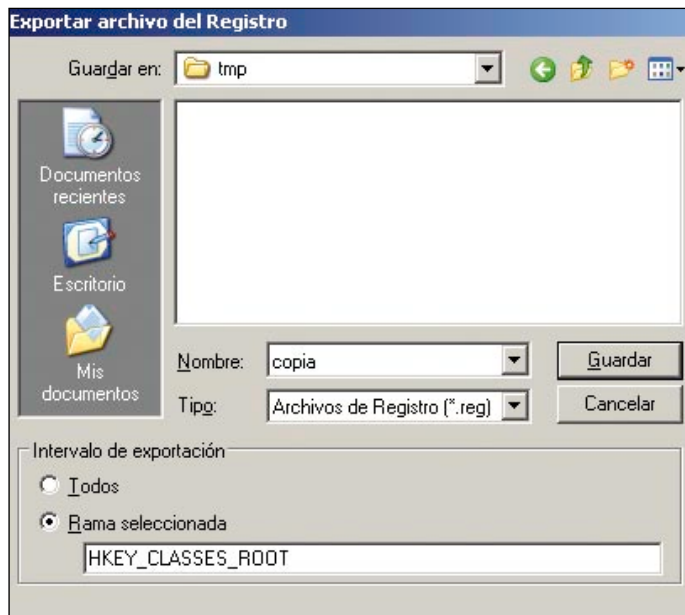 Exportar archivo del Registro
Guardar en:
tmp
Documentos
recientes
Escritorio
Mis
documentos
Nombre:
copia
Guardar
Tipo:
Archivos de Registro (*.reg)
Cancelar
Intervalo de exportación
Todos
Rama seleccionada
HKEY_CLASSES_ROOT